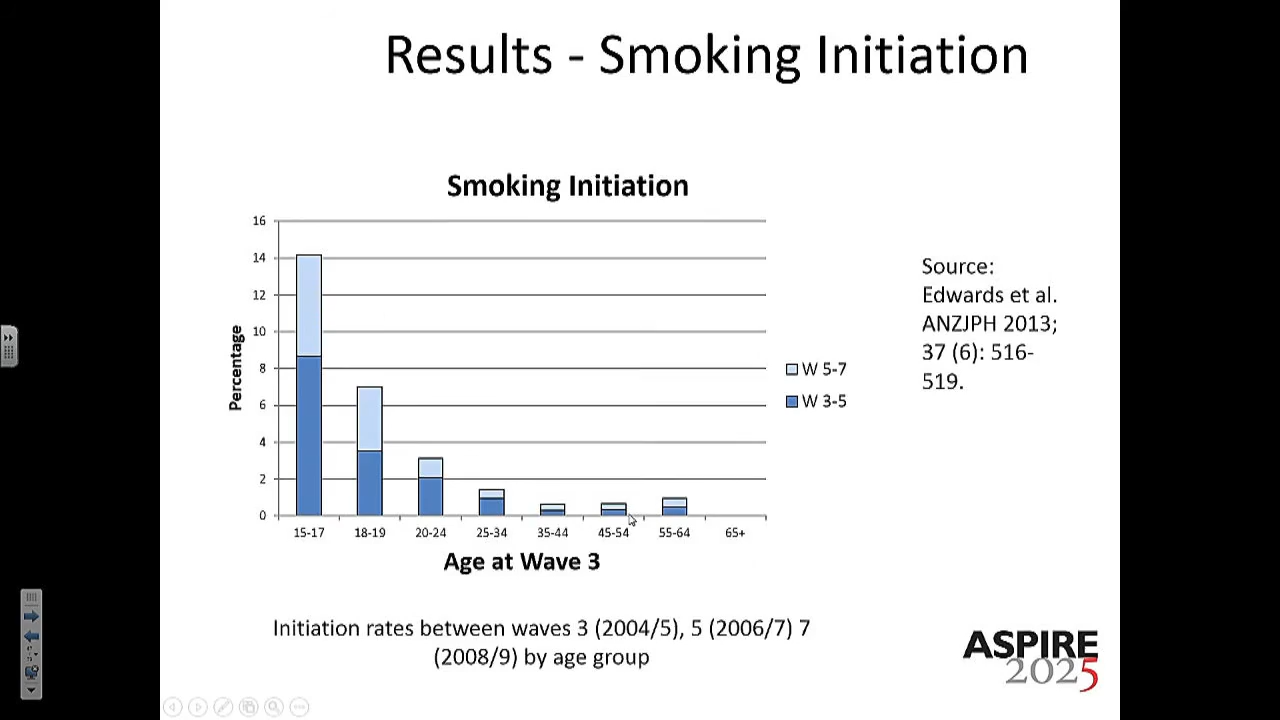 Results - Smoking Initiation
Smoking Initiation
16
14
12
10
8
6
4
2
0
Percentage
15-17 18-19 20-24 25-34 35-44 45-54 55-64 65+
Age at Wave 3
W 5-7
W 3-5
Source:
Edwards et al.
ANZJPH 2013;
37 (6): 516-
519.
Initiation rates between waves 3 (2004/5), 5 (2006/7) 7
(2008/9) by age group
ASPIRE
2025